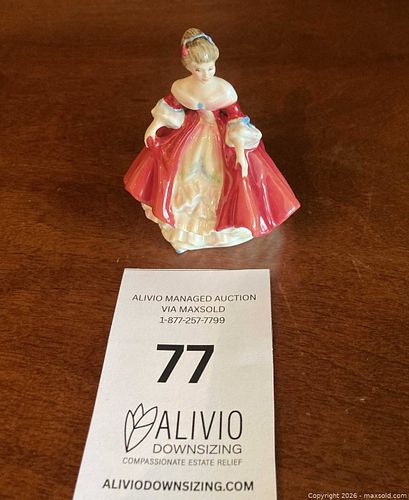 ALIVIO MANAGED AUCTION
VIA MAXSOLD
1-877-257-7799
77
ALIVIO
DOWNSIZING
COMPASSIONATE ESTATE RELIEF
ALIVIODOWNSIZING.COM
Copyright 2026 - maxsold.com